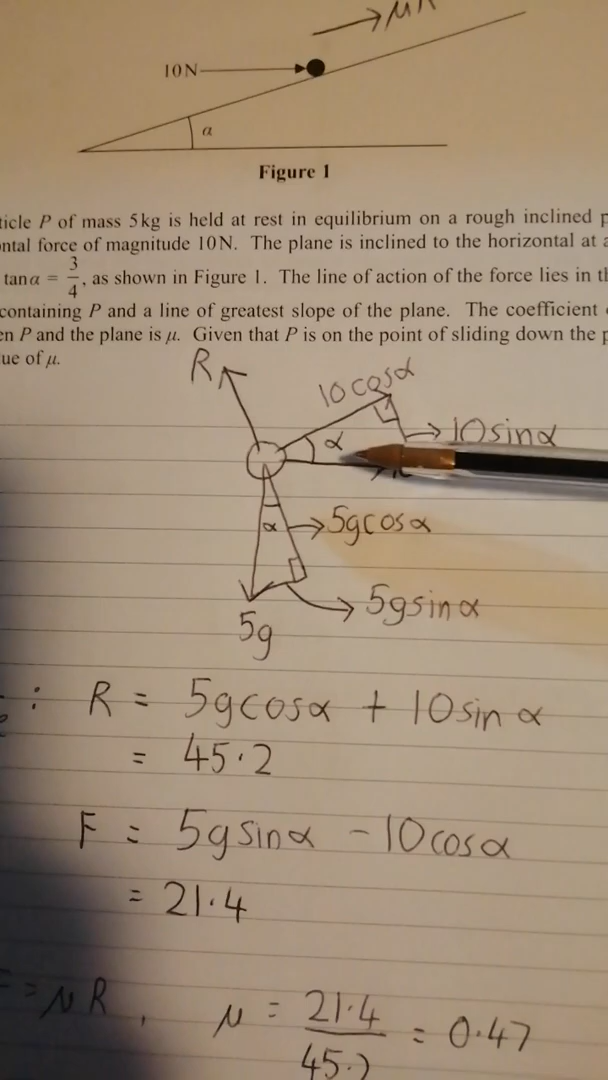 μR
10N
α
Figure 1
ticle P of mass 5 kg is held at rest in equilibrium on a rough inclined
ntal force of magnitude 10 N. The plane is inclined to the horizontal at
tan α = 3/4, as shown in Figure 1. The line of action of the force lies in
containing P and a line of greatest slope of the plane. The coefficient
en P and the plane is μ. Given that P is on the point of sliding down the
ue of μ.
R
10cosα
α
10sinα
α
5gcosα
5g
5gsinα
: R = 5gcosα + 10sinα
= 45.2
F = 5gsinα - 10cosα
= 21.4
= μR, μ = 21.4/45.2 = 0.47